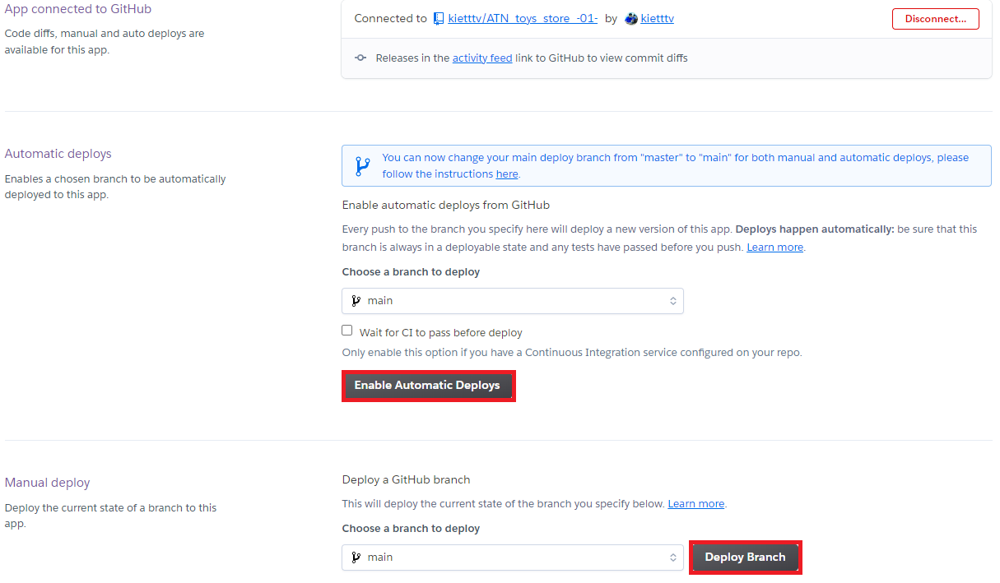 App connected to GitHub
Code diffs, manual and auto deploys are
available for this app.
Connected to kietttv/ATN_toys_store_-01- by kietttv
Disconnect...
Releases in the activity feed link to GitHub to view commit diffs
Automatic deploys
Enables a chosen branch to be automatically
deployed to this app.
You can now change your main deploy branch from "master" to "main" for both manual and automatic deploys, please
follow the instructions here.
Enable automatic deploys from GitHub
Every push to the branch you specify here will deploy a new version of this app. Deploys happen automatically: be sure that this
branch is always in a deployable state and any tests have passed before you push. Learn more.
Choose a branch to deploy
main
Wait for CI to pass before deploy
Only enable this option if you have a Continuous Integration service configured on your repo.
Enable Automatic Deploys
Manual deploy
Deploy the current state of a branch to this
app.
Deploy a GitHub branch
This will deploy the current state of the branch you specify below. Learn more.
Choose a branch to deploy
main
Deploy Branch